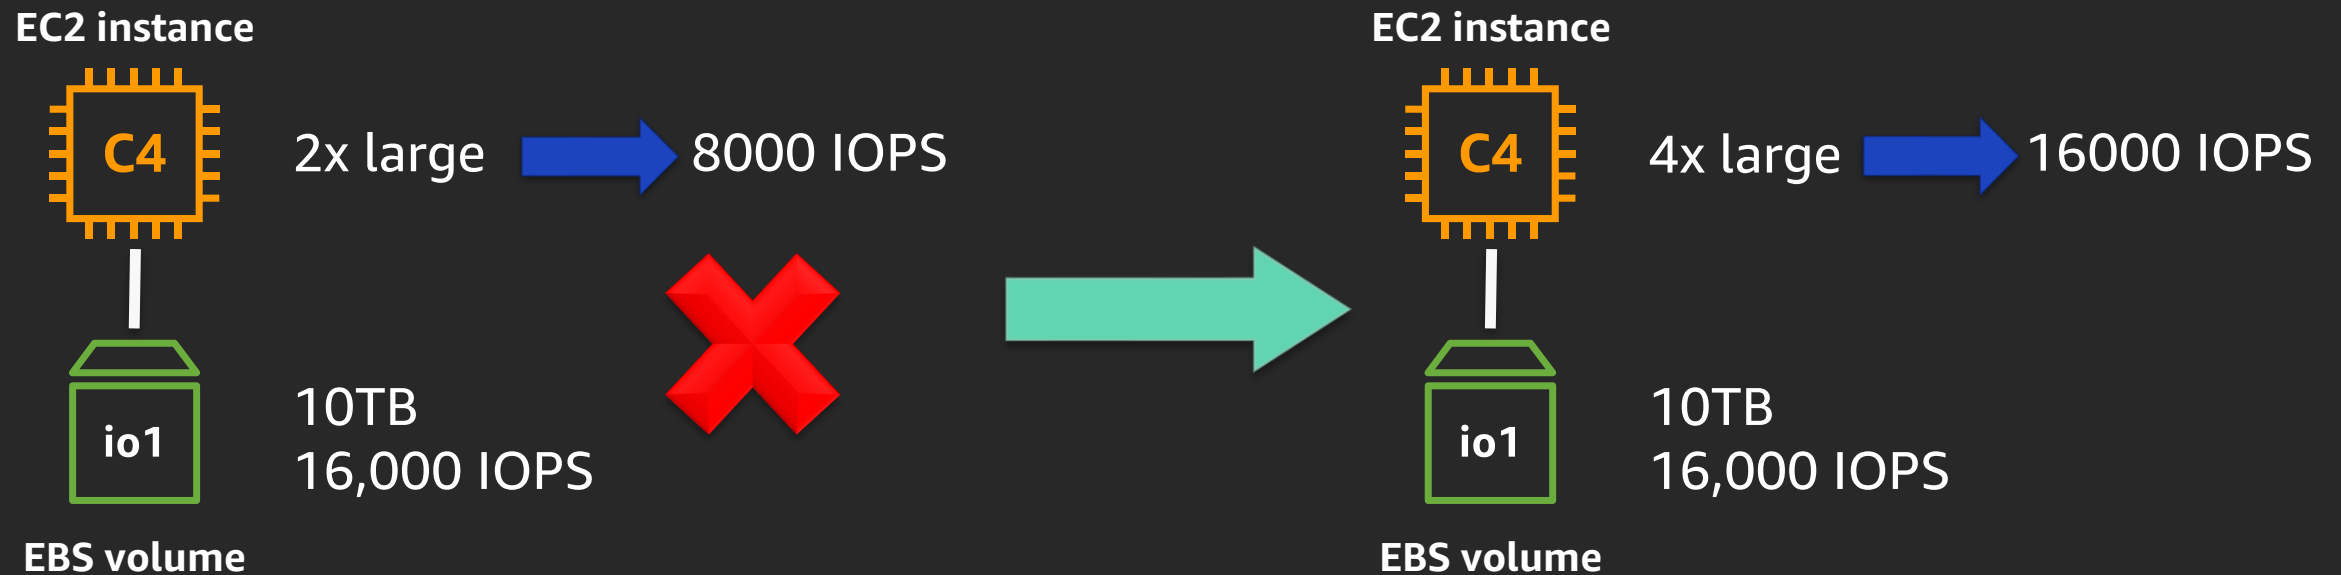 EC2 instance
C4
2x large
8000 IOPS
io1
10TB
16,000 IOPS
EBS volume
EC2 instance
C4
4x large
16000 IOPS
io1
10TB
16,000 IOPS
EBS volume